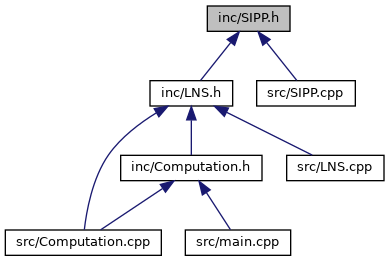 inc/SIPP.h
inc/LNS.h
src/SIPP.cpp
inc/Computation.h
src/LNS.cpp
src/Computation.cpp
src/main.cpp